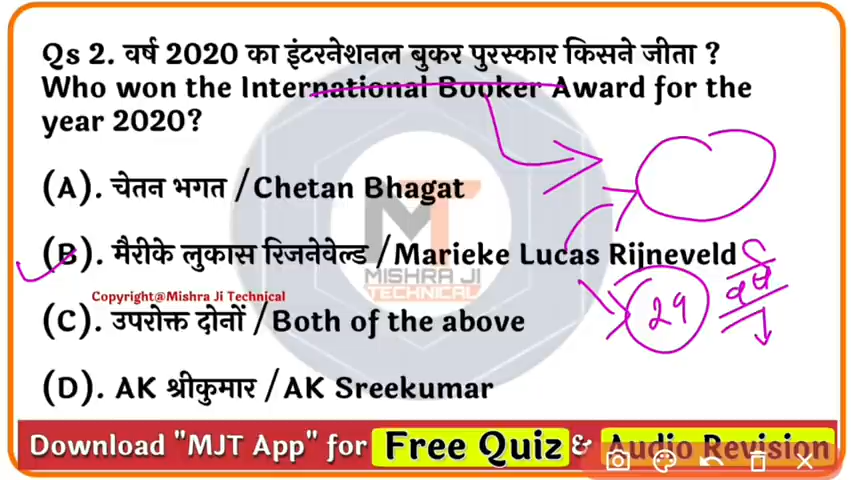 Qs 2. वर्ष 2020 का इंटरनेशनल बुकर पुरस्कार किसने जीता ?
Who won the International Booker Award for the
year 2020?
(A). चेतन भगत / Chetan Bhagat
(B). मैरीके लुकास रिजनेवेल्ड / Marieke Lucas Rijneveld
Copyright@Mishra Ji Technical
MISHRA JI
TECHNICAL
29 वर्ष
(C). उपरोक्त दोनों / Both of the above
(D). AK श्रीकुमार / AK Sreekumar
Download "MJT App" for Free Quiz & Audio Revision